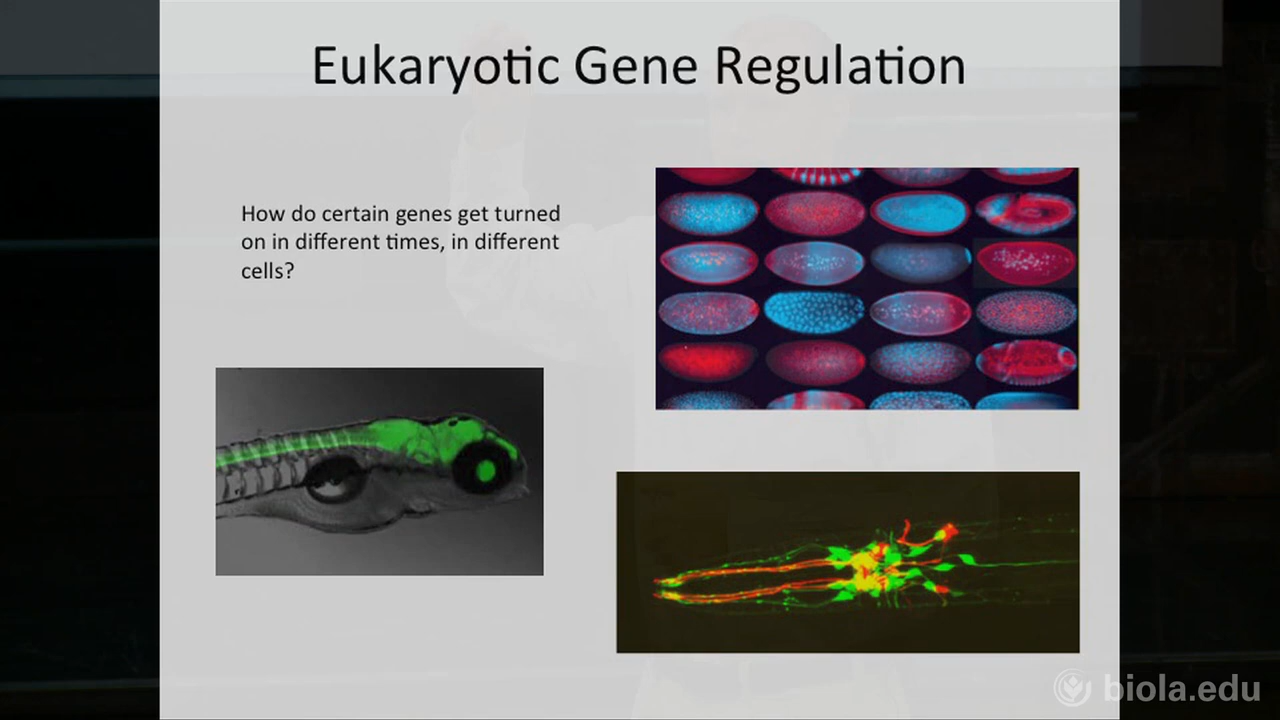 Eukaryotic Gene Regulation
How do certain genes get turned
on in different times, in different
cells?
biola.edu